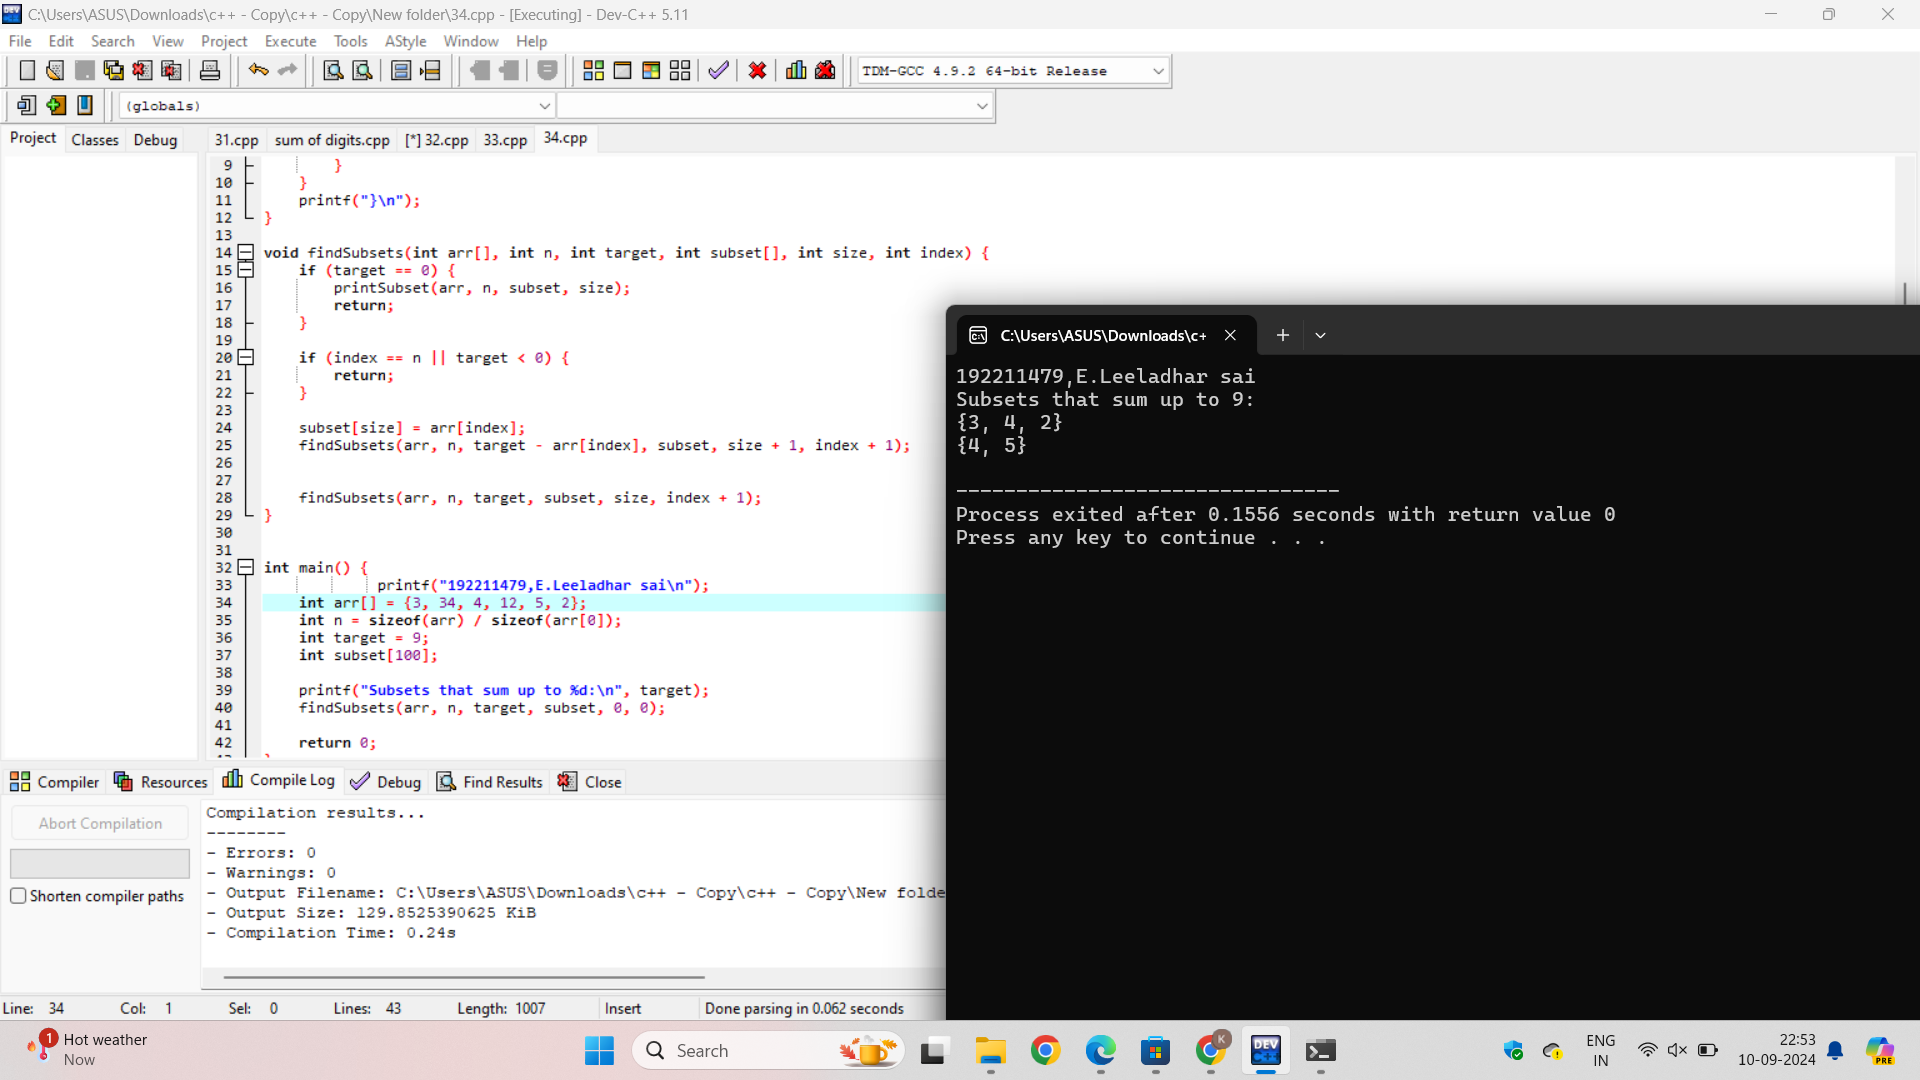 C:\Users\ASUS\Downloads\c++ - Copy\c++ - Copy\New folder\34.cpp - [Executing] - Dev-C++ 5.11
File Edit Search View Project Execute Tools AStyle Window Help
TDM-GCC 4.9.2 64-bit Release
(globals)
Project Classes Debug
31.cpp sum of digits.cpp [*] 32.cpp 33.cpp 34.cpp
9 }
10 }
11 printf("}\n");
12 }
13
14 void findSubsets(int arr[], int n, int target, int subset[], int size, int index) {
15 if (target == 0) {
16 printSubset(arr, n, subset, size);
17 return;
18 }
19
20 if (index == n || target < 0) {
21 return;
22 }
23
24 subset[size] = arr[index];
25 findSubsets(arr, n, target - arr[index], subset, size + 1, index + 1);
26
27
28 findSubsets(arr, n, target, subset, size, index + 1);
29 }
30
31
32 int main() {
33 printf("192211479,E.Leeladhar sai\n");
34 int arr[] = {3, 34, 4, 12, 5, 2};
35 int n = sizeof(arr) / sizeof(arr[0]);
36 int target = 9;
37 int subset[100];
38
39 printf("Subsets that sum up to %d:\n", target);
40 findSubsets(arr, n, target, subset, 0, 0);
41
42 return 0;
C:\Users\ASUS\Downloads\c+
192211479,E.Leeladhar sai
Subsets that sum up to 9:
{3, 4, 2}
{4, 5}
--------------------------------
Process exited after 0.1556 seconds with return value 0
Press any key to continue . . .
Compiler Resources Compile Log Debug Find Results Close
Abort Compilation
Shorten compiler paths
Compilation results...
--------
- Errors: 0
- Warnings: 0
- Output Filename: C:\Users\ASUS\Downloads\c++ - Copy\c++ - Copy\New folde
- Output Size: 129.8525390625 KiB
- Compilation Time: 0.24s
Line: 34 Col: 1 Sel: 0 Lines: 43 Length: 1007 Insert Done parsing in 0.062 seconds
1
Hot weather
Now
Search
K
DEV
C++
ENG
IN
22:53
10-09-2024
PRE